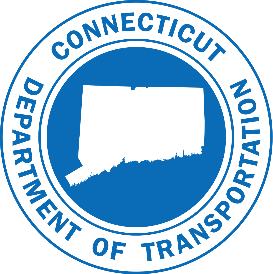 CONNECTICUT
DEPARTMENT OF TRANSPORTATION